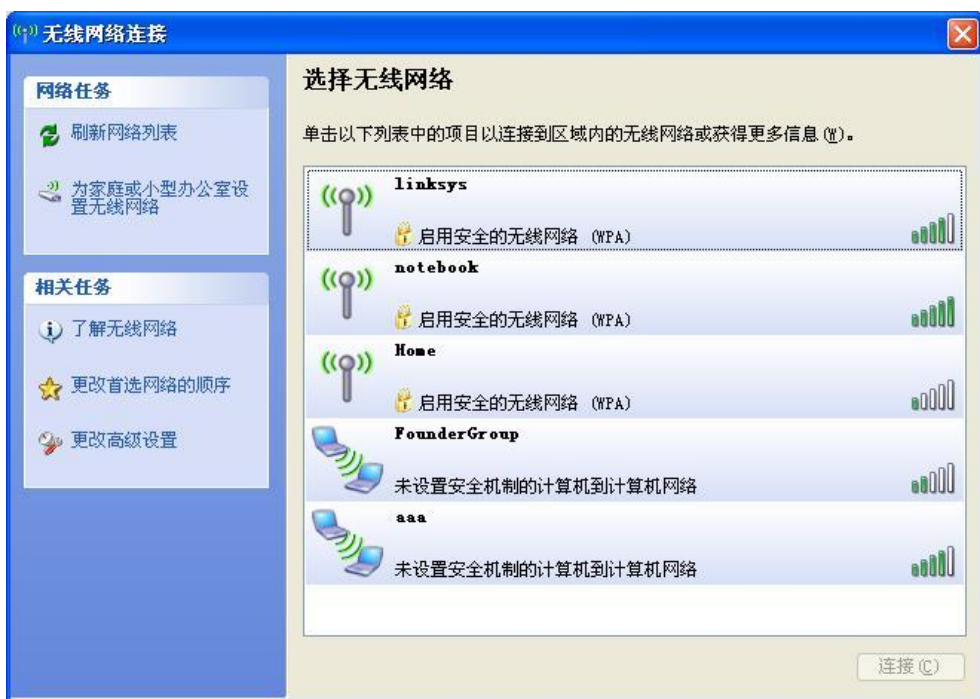 无线网络连接
网络任务
刷新网络列表
为家庭或小型办公室设
置无线网络
相关任务
了解无线网络
更改首选网络的顺序
更改高级设置
选择无线网络
单击以下列表中的项目以连接到区域内的无线网络或获得更多信息(W)。
linksys
启用安全的无线网络 (WPA)
notebook
启用安全的无线网络 (WPA)
Home
启用安全的无线网络 (WPA)
FounderGroup
未设置安全机制的计算机到计算机网络
aaa
未设置安全机制的计算机到计算机网络
连接(C)